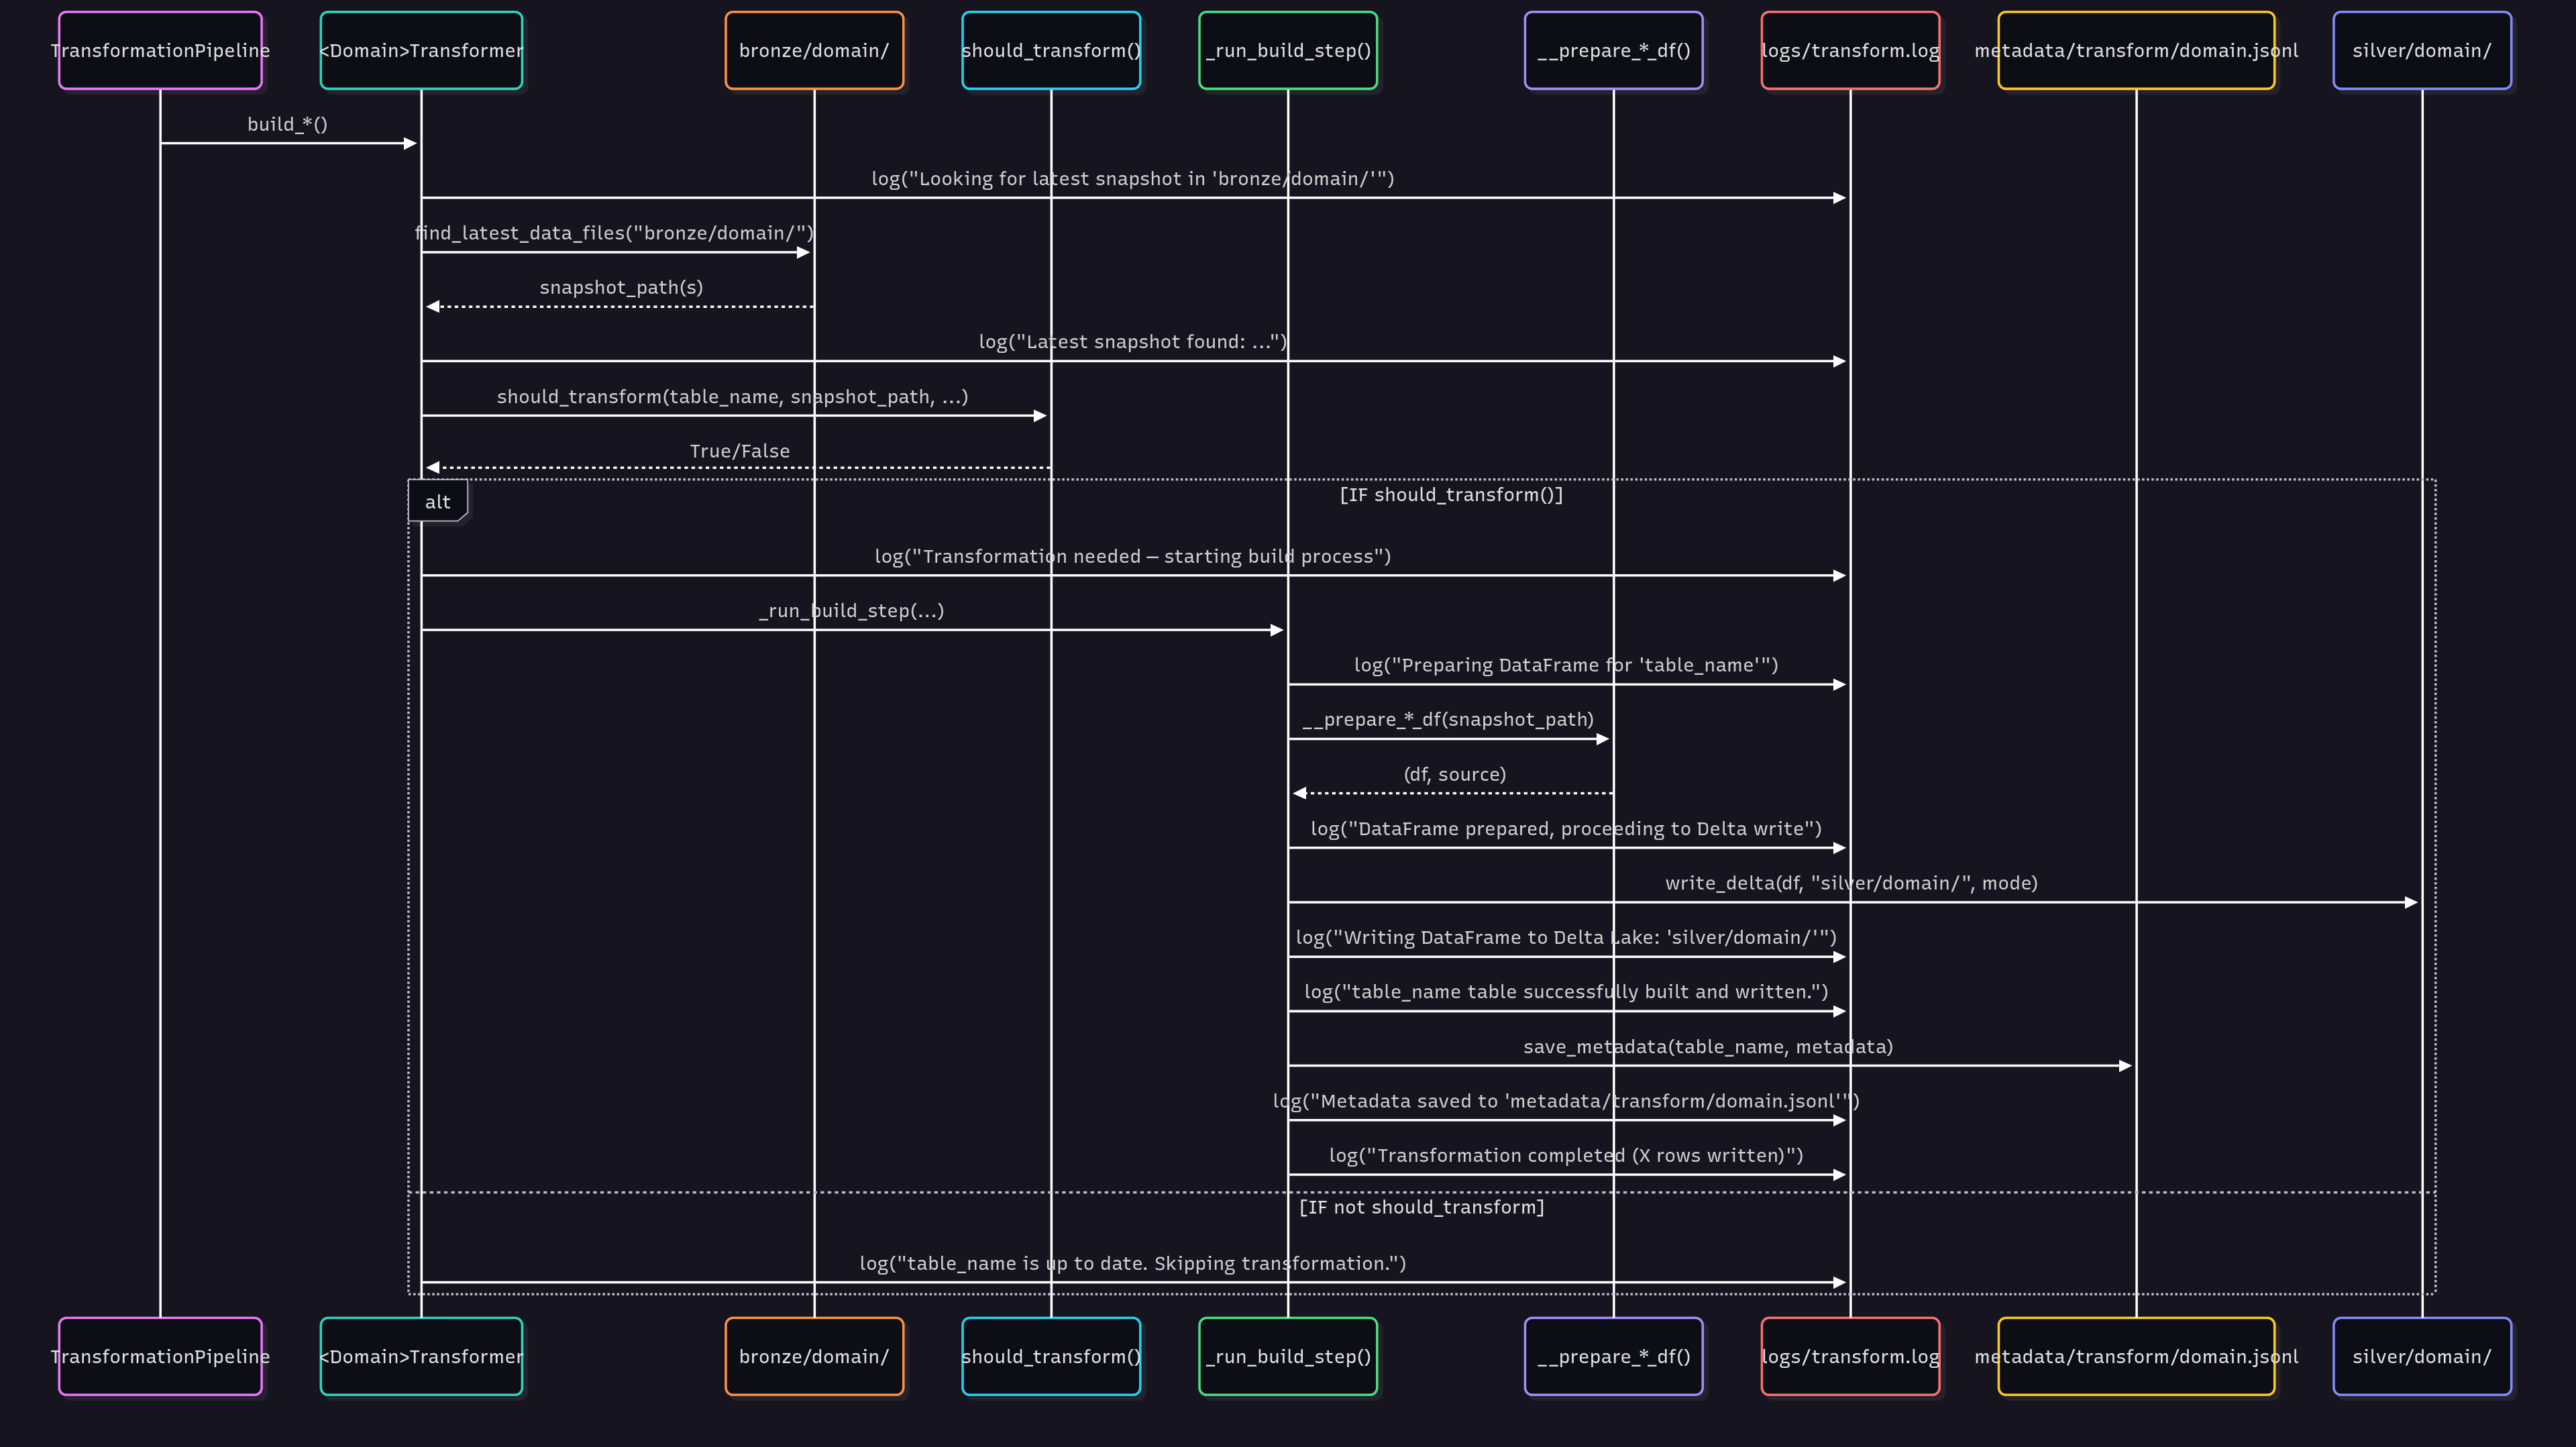 TransformationPipeline
<Domain>Transformer
bronze/domain/
should_transform()
_run_build_step()
__prepare_*_df()
logs/transform.log
metadata/transform/domain.jsonl
silver/domain/
build_*()
log("Looking for latest snapshot in 'bronze/domain/'")
find_latest_data_files("bronze/domain/")
snapshot_path(s)
log("Latest snapshot found: ...")
should_transform(table_name, snapshot_path, ...)
True/False
alt
[IF should_transform()]
log("Transformation needed — starting build process")
_run_build_step(...)
log("Preparing DataFrame for 'table_name'")
__prepare_*_df(snapshot_path)
(df, source)
log("DataFrame prepared, proceeding to Delta write")
write_delta(df, "silver/domain/", mode)
log("Writing DataFrame to Delta Lake: 'silver/domain/'")
log("table_name table successfully built and written.")
save_metadata(table_name, metadata)
log("Metadata saved to 'metadata/transform/domain.jsonl'")
log("Transformation completed (X rows written)")
[IF not should_transform]
log("table_name is up to date. Skipping transformation.")
TransformationPipeline
<Domain>Transformer
bronze/domain/
should_transform()
_run_build_step()
__prepare_*_df()
logs/transform.log
metadata/transform/domain.jsonl
silver/domain/